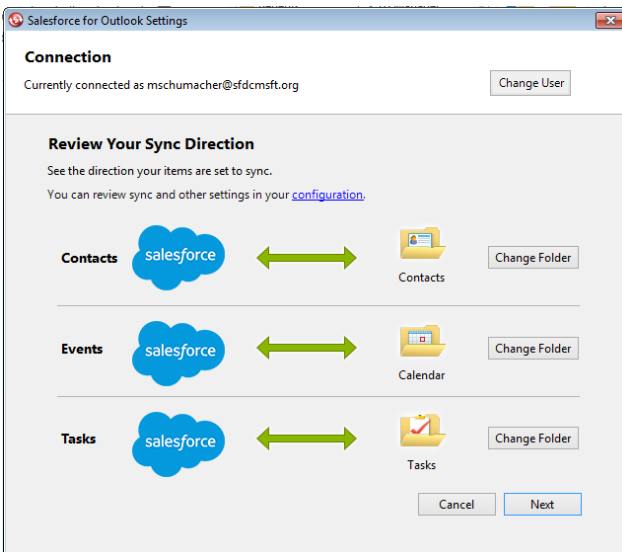 Salesforce for Outlook Settings
Connection
Currently connected as mschumacher@sfdcmsft.org
Change User
Review Your Sync Direction
See the direction your items are set to sync.
You can review sync and other settings in your configuration.
Contacts
salesforce
Contacts
Change Folder
Events
salesforce
Calendar
Change Folder
Tasks
salesforce
Tasks
Change Folder
Cancel
Next